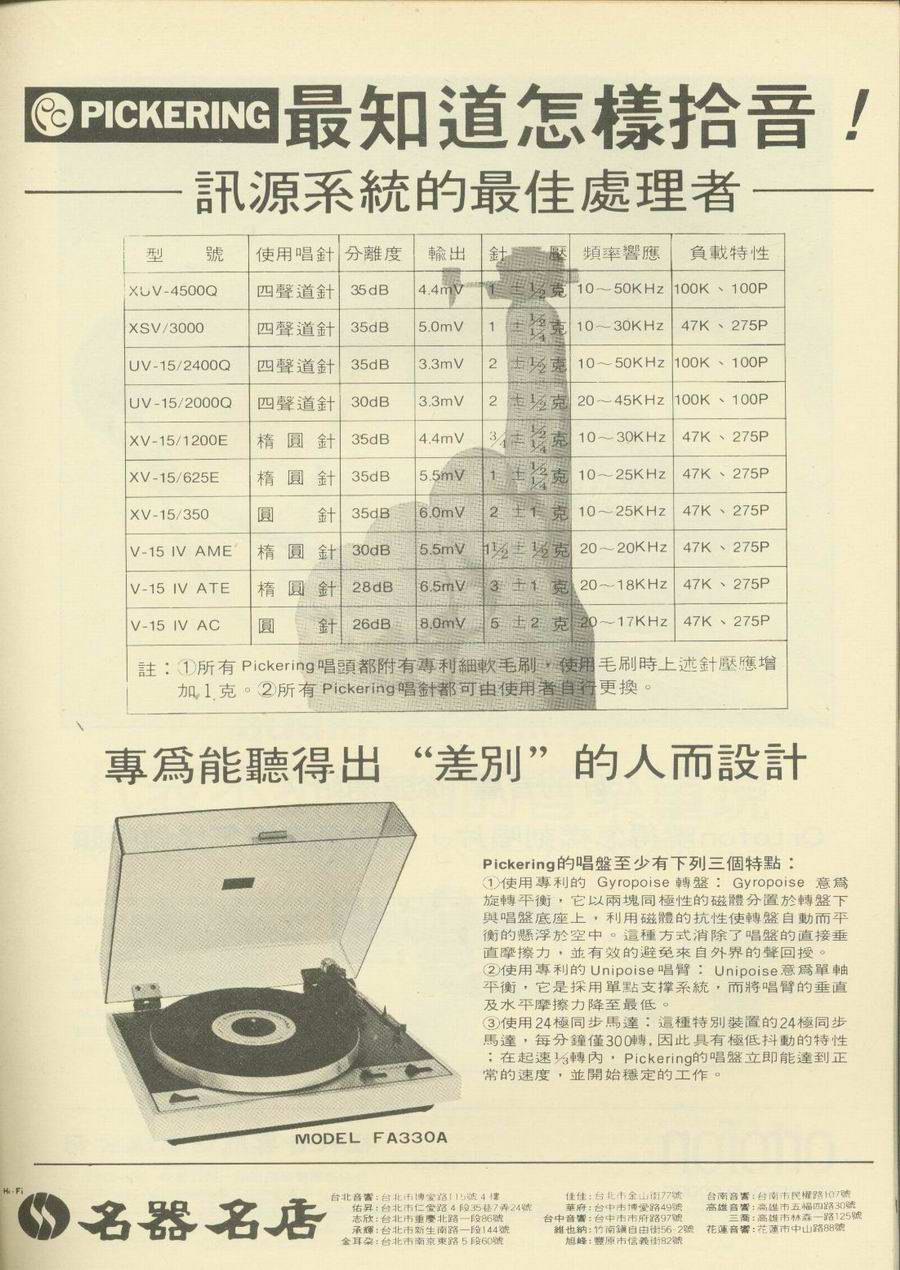 PICKERING 最知道怎樣拾音！
訊源系統的最佳處理者
型號 使用唱針 分離度 輸出 針壓 頻率響應 負載特性
XUV-4500Q 四聲道針 35dB 4.4mV 1 ± ½ 克 10～50KHz 100K、100P
XSV/3000 四聲道針 35dB 5.0mV 1 ± ½ ¼ 克 10～30KHz 47K、275P
UV-15/2400Q 四聲道針 35dB 3.3mV 2 ± ½ 克 10～50KHz 100K、100P
UV-15/2000Q 四聲道針 30dB 3.3mV 2 ± ½ 克 20～45KHz 100K、100P
XV-15/1200E 楕圓針 35dB 4.4mV ¾ ± ½ ¼ 克 10～30KHz 47K、275P
XV-15/625E 楕圓針 35dB 5.5mV 1 ± ½ ¼ 克 10～25KHz 47K、275P
XV-15/350 圓針 35dB 6.0mV 2 ± 1 克 10～25KHz 47K、275P
V-15 IV AME 楕圓針 30dB 5.5mV 1½ ± ½ 克 20～20KHz 47K、275P
V-15 IV ATE 楕圓針 28dB 6.5mV 3 ± 1 克 20～18KHz 47K、275P
V-15 IV AC 圓針 26dB 8.0mV 5 ± 2 克 20～17KHz 47K、275P
註：①所有Pickering唱頭都附有專利細軟毛刷，使用毛刷時上述針壓應增
加1克。②所有Pickering唱針都可由使用者自行更換。
專爲能聽得出“差別”的人而設計
Pickering的唱盤至少有下列三個特點：
①使用專利的 Gyropoise 轉盤： Gyropoise 意爲
旋轉平衡，它以兩塊同極性的磁體分置於轉盤下
與唱盤底座上，利用磁體的抗性使轉盤自動而平
衡的懸浮於空中。這種方式消除了唱盤的直接垂
直摩擦力，並有效的避免來自外界的聲回授。
②使用專利的Unipoise唱臂： Unipoise意爲單軸
平衡，它是採用單點支撐系統，而將唱臂的垂直
及水平摩擦力降至最低。
③使用24極同步馬達：這種特別裝置的24極同步
馬達，每分鐘僅300轉,因此具有極低抖動的特性
；在起速⅓轉內，Pickering的唱盤立即能達到正
常的速度，並開始穩定的工作。
MODEL FA330A
Hi-Fi
名器名店
台北音響:台北市博愛路115號4樓
佑昇:台北市仁愛路4段35巷7弄24號
志欣:台北市重慶北路一段86號
承輝:台北市新生南路一段144號
金耳朶:台北市南京東路5段60號
佳佳:台北市金山街77號
華府:台中市博愛路49號
台中音響:台中市市府路97號
維也納:竹南鎭自由街56-2號
旭峰:豐原市信義街82號
台南音響:台南市民權路107號
高雄音響:高雄市五福四路30號
三商:高雄市林森一路125號
花蓮音響:花蓮市中山路88號